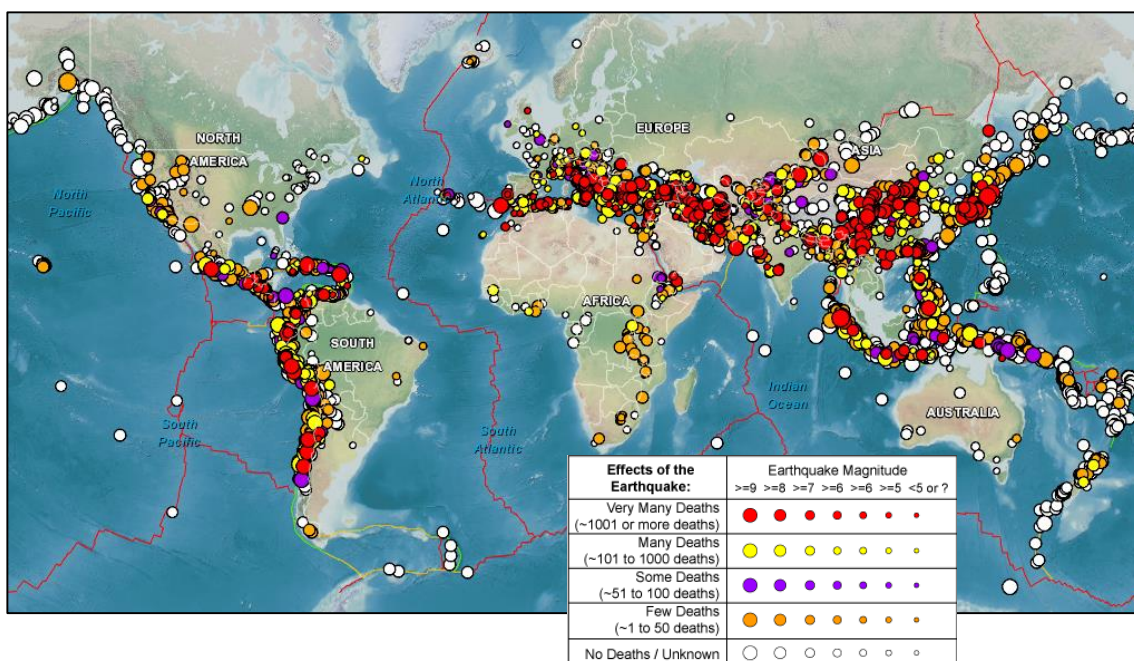 NORTH
AMERICA
EUROPE
ASIA
North
Pacific
North
Atlantic
AFRICA
SOUTH
AMERICA
Indian
Ocean
AUSTRALIA
South
Pacific
South
Atlantic
Effects of the
Earthquake:
Earthquake Magnitude
>=9 >=8 >=7 >=6 >=6 >=5 <5 or ?
Very Many Deaths
(~1001 or more deaths)
Many Deaths
(~101 to 1000 deaths)
Some Deaths
(~51 to 100 deaths)
Few Deaths
(~1 to 50 deaths)
No Deaths / Unknown